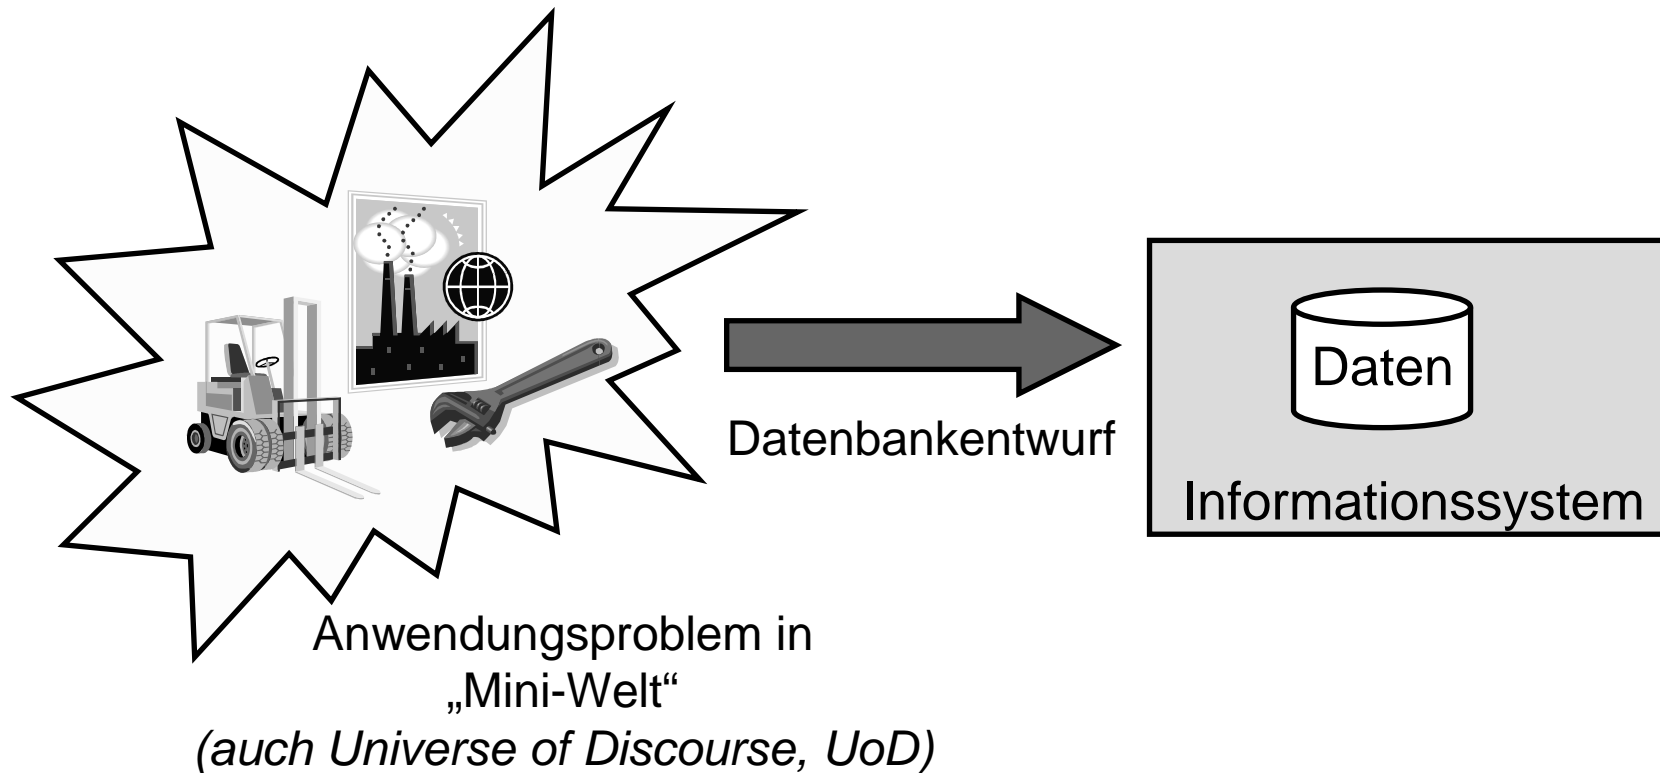 Daten
Datenbankentwurf
Informationssystem
Anwendungsproblem in
„Mini-Welt“
(auch Universe of Discourse, UoD)